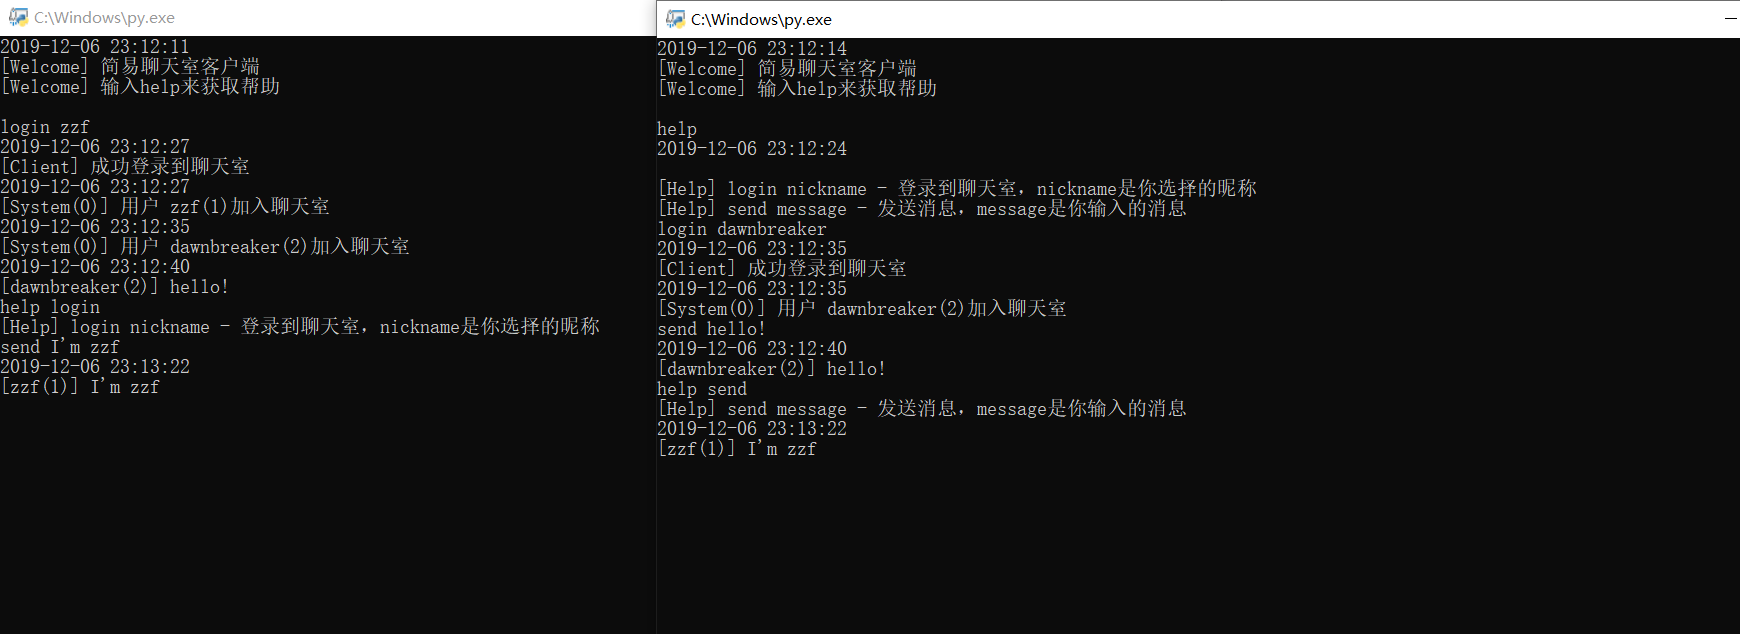 C:\Windows\py.exe
2019-12-06 23:12:11
[Welcome] 简易聊天室客户端
[Welcome] 输入help来获取帮助
login zzf
2019-12-06 23:12:27
[Client] 成功登录到聊天室
2019-12-06 23:12:27
[System(0)] 用户 zzf(1)加入聊天室
2019-12-06 23:12:35
[System(0)] 用户 dawnbreaker(2)加入聊天室
2019-12-06 23:12:40
[dawnbreaker(2)] hello!
help login
[Help] login nickname - 登录到聊天室，nickname是你选择的昵称
send I'm zzf
2019-12-06 23:13:22
[zzf(1)] I'm zzf
C:\Windows\py.exe
2019-12-06 23:12:14
[Welcome] 简易聊天室客户端
[Welcome] 输入help来获取帮助
help
2019-12-06 23:12:24
[Help] login nickname - 登录到聊天室，nickname是你选择的昵称
[Help] send message - 发送消息，message是你输入的消息
login dawnbreaker
2019-12-06 23:12:35
[Client] 成功登录到聊天室
2019-12-06 23:12:35
[System(0)] 用户 dawnbreaker(2)加入聊天室
send hello!
2019-12-06 23:12:40
[dawnbreaker(2)] hello!
help send
[Help] send message - 发送消息，message是你输入的消息
2019-12-06 23:13:22
[zzf(1)] I'm zzf